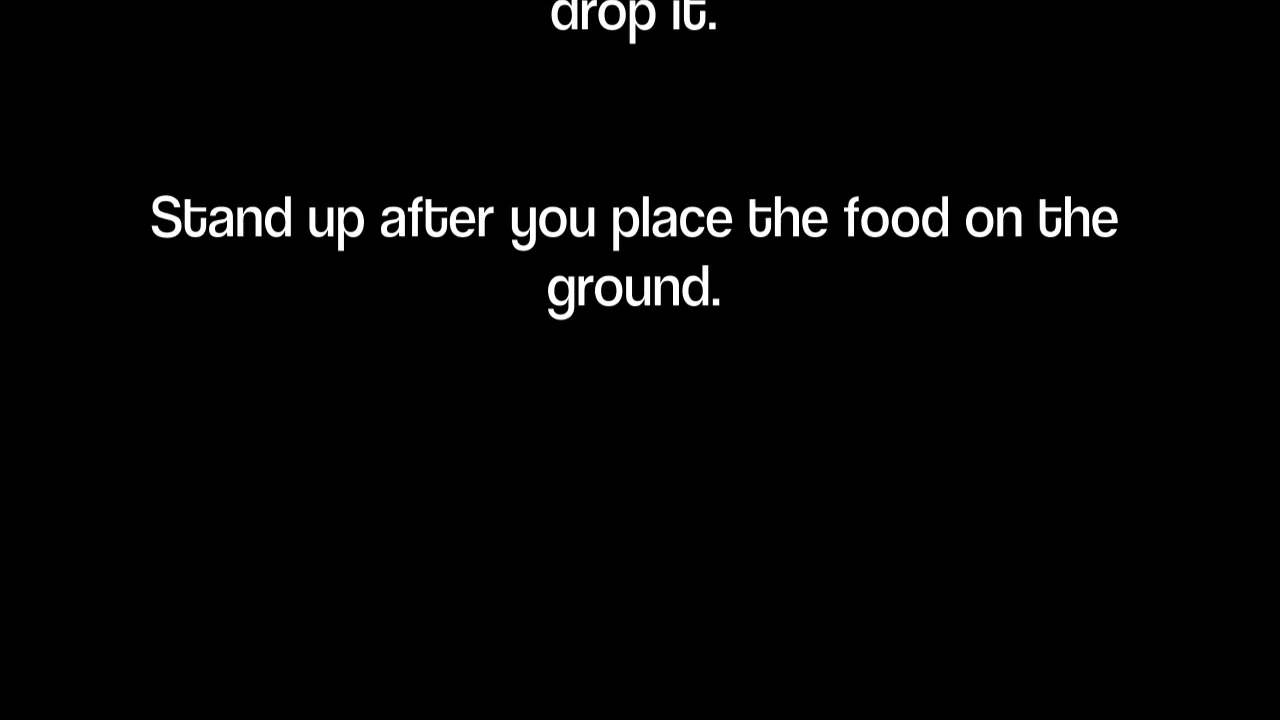 drop it.
Stand up after you place the food on the
ground.